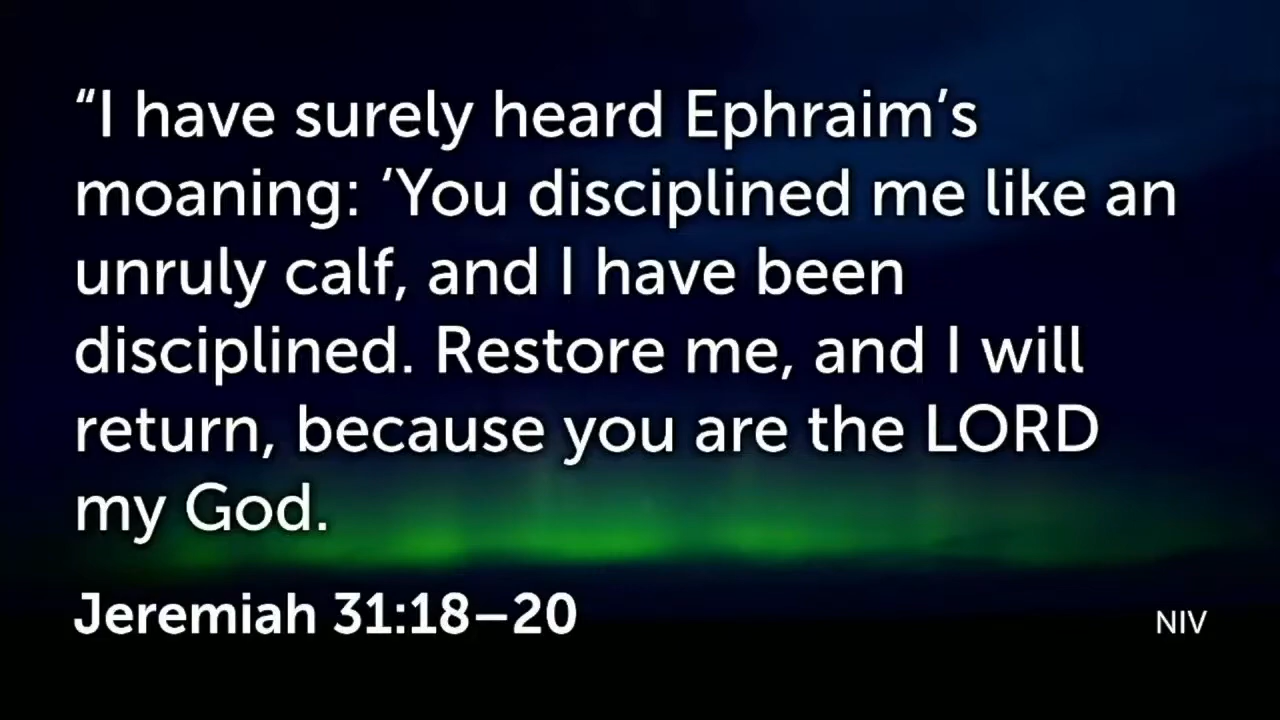 “I have surely heard Ephraim’s
moaning: ‘You disciplined me like an
unruly calf, and I have been
disciplined. Restore me, and I will
return, because you are the LORD
my God.
Jeremiah 31:18–20
NIV